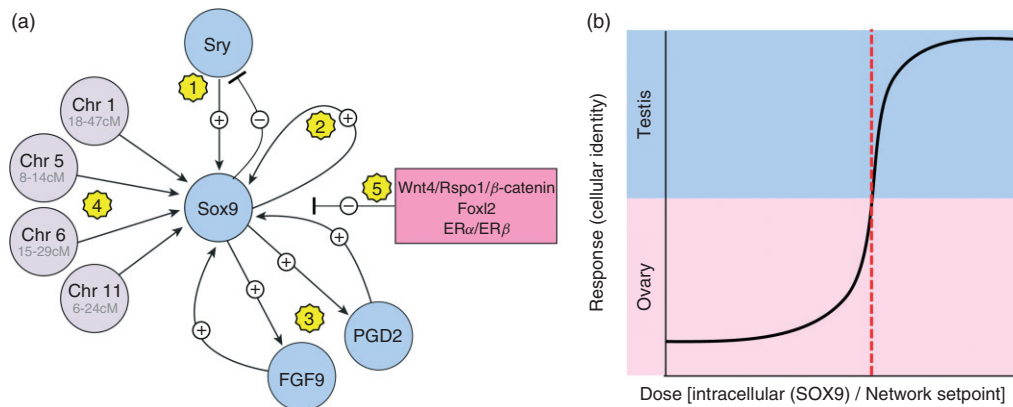 (a)
Sry
1
+
−
2
+
Chr 1
18-47cM
Chr 5
8-14cM
4
Chr 6
15-29cM
Chr 11
6-24cM
Sox9
5
−
Wnt4/Rspo1/β-catenin
Foxl2
ERα/ERβ
+
+
+
+
3
PGD2
FGF9
(b)
Response (cellular identity)
Testis
Ovary
Dose [intracellular (SOX9) / Network setpoint]